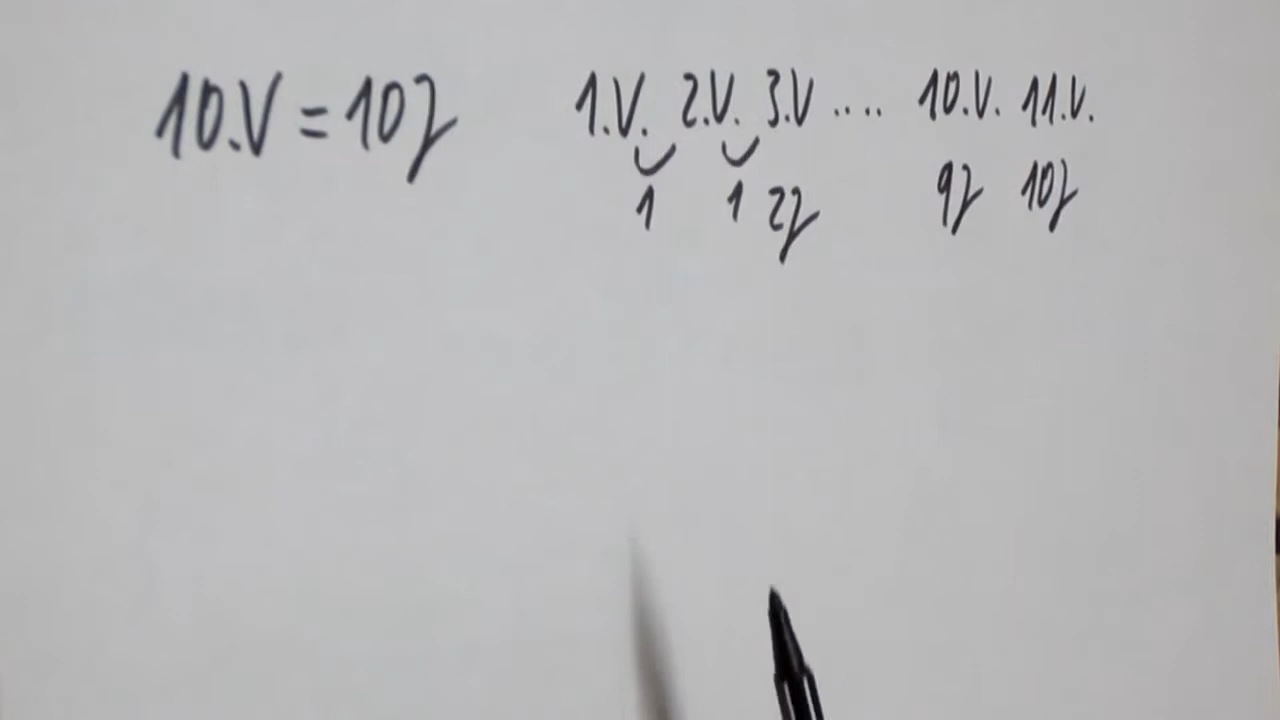 10.V = 10J 1.V. 2.V. 3.V .... 10.V. 11.V.
1 1 2J 9J 10J